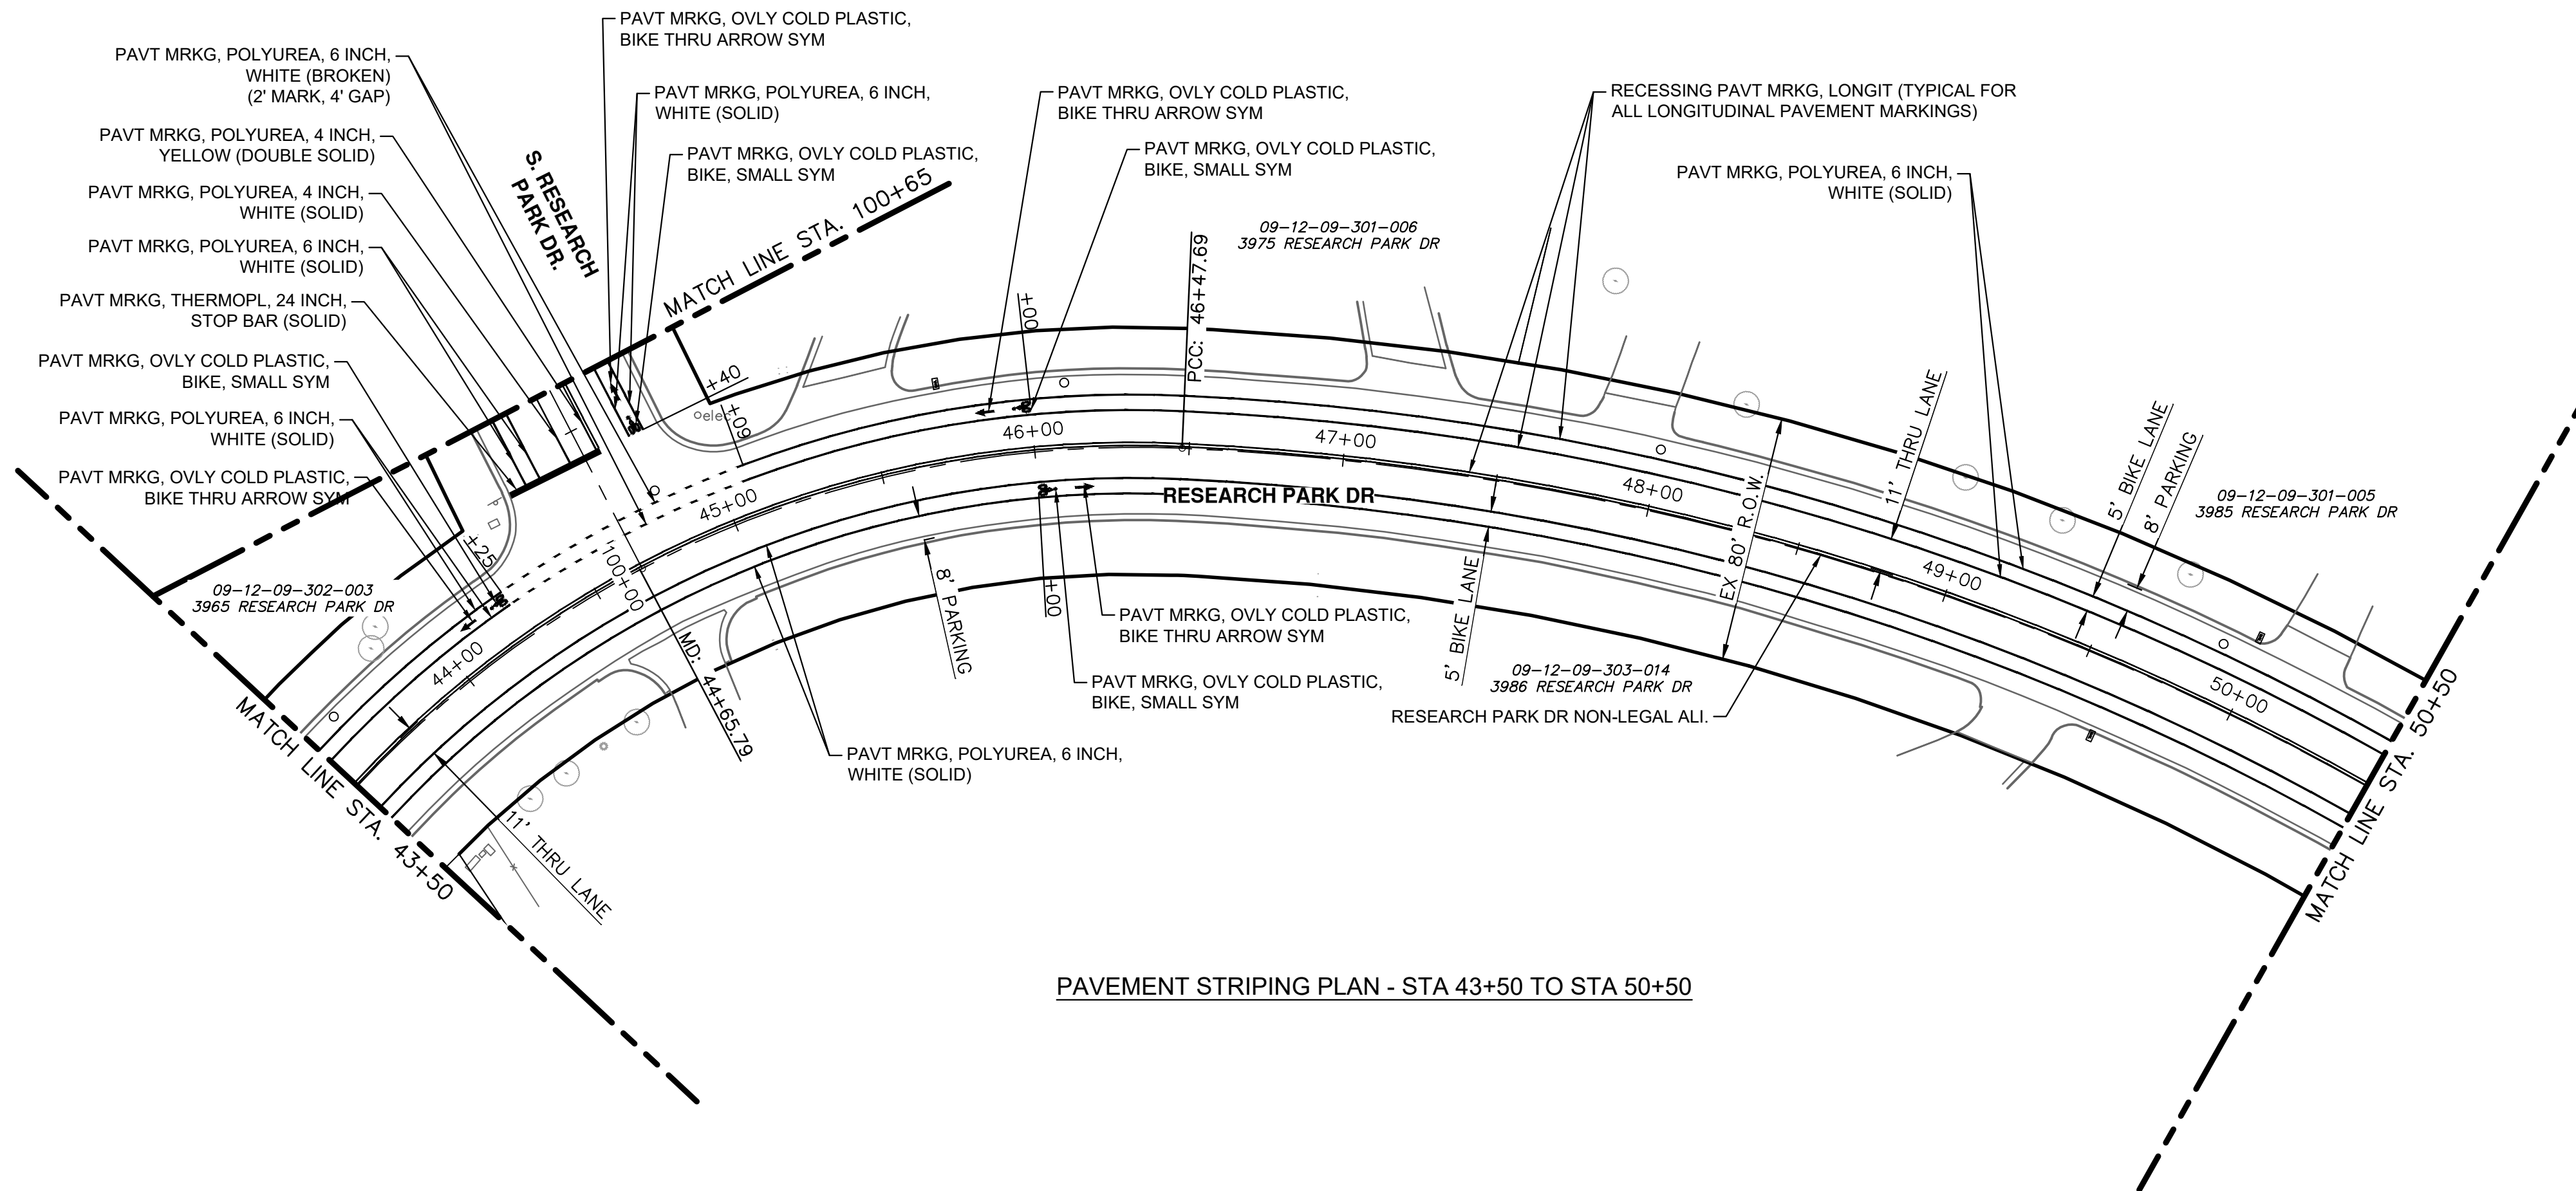 PAVT MRKG, OVLY COLD PLASTIC,
BIKE THRU ARROW SYM
PAVT MRKG, POLYUREA, 6 INCH,
WHITE (BROKEN)
(2' MARK, 4' GAP)
PAVT MRKG, POLYUREA, 6 INCH,
WHITE (SOLID)
PAVT MRKG, OVLY COLD PLASTIC,
BIKE THRU ARROW SYM
RECESSING PAVT MRKG, LONGIT (TYPICAL FOR
ALL LONGITUDINAL PAVEMENT MARKINGS)
PAVT MRKG, POLYUREA, 4 INCH,
YELLOW (DOUBLE SOLID)
PAVT MRKG, OVLY COLD PLASTIC,
BIKE, SMALL SYM
PAVT MRKG, OVLY COLD PLASTIC,
BIKE, SMALL SYM
PAVT MRKG, POLYUREA, 6 INCH,
WHITE (SOLID)
PAVT MRKG, POLYUREA, 4 INCH,
WHITE (SOLID)
S. RESEARCH
PARK DR.
MATCH LINE STA. 100+65
PAVT MRKG, POLYUREA, 6 INCH,
WHITE (SOLID)
09-12-09-301-006
3975 RESEARCH PARK DR
PCC: 46+47.69
PAVT MRKG, THERMOPL, 24 INCH,
STOP BAR (SOLID)
+00
PAVT MRKG, OVLY COLD PLASTIC,
BIKE, SMALL SYM
+40
+09
elec
11' THRU LANE
5' BIKE LANE
8' PARKING
PAVT MRKG, POLYUREA, 6 INCH,
WHITE (SOLID)
46+00
47+00
48+00
PAVT MRKG, OVLY COLD PLASTIC,
BIKE THRU ARROW SYM
45+00
RESEARCH PARK DR
EX 80' R.O.W.
09-12-09-301-005
3985 RESEARCH PARK DR
+25
100+00
49+00
09-12-09-302-003
3965 RESEARCH PARK DR
8' PARKING
+00
PAVT MRKG, OVLY COLD PLASTIC,
BIKE THRU ARROW SYM
5' BIKE LANE
44+00
MD: 44+65.79
09-12-09-303-014
3986 RESEARCH PARK DR
PAVT MRKG, OVLY COLD PLASTIC,
BIKE, SMALL SYM
50+00
RESEARCH PARK DR NON-LEGAL ALI.
MATCH LINE STA. 43+50
MATCH LINE STA. 50+50
PAVT MRKG, POLYUREA, 6 INCH,
WHITE (SOLID)
11' THRU LANE
PAVEMENT STRIPING PLAN - STA 43+50 TO STA 50+50